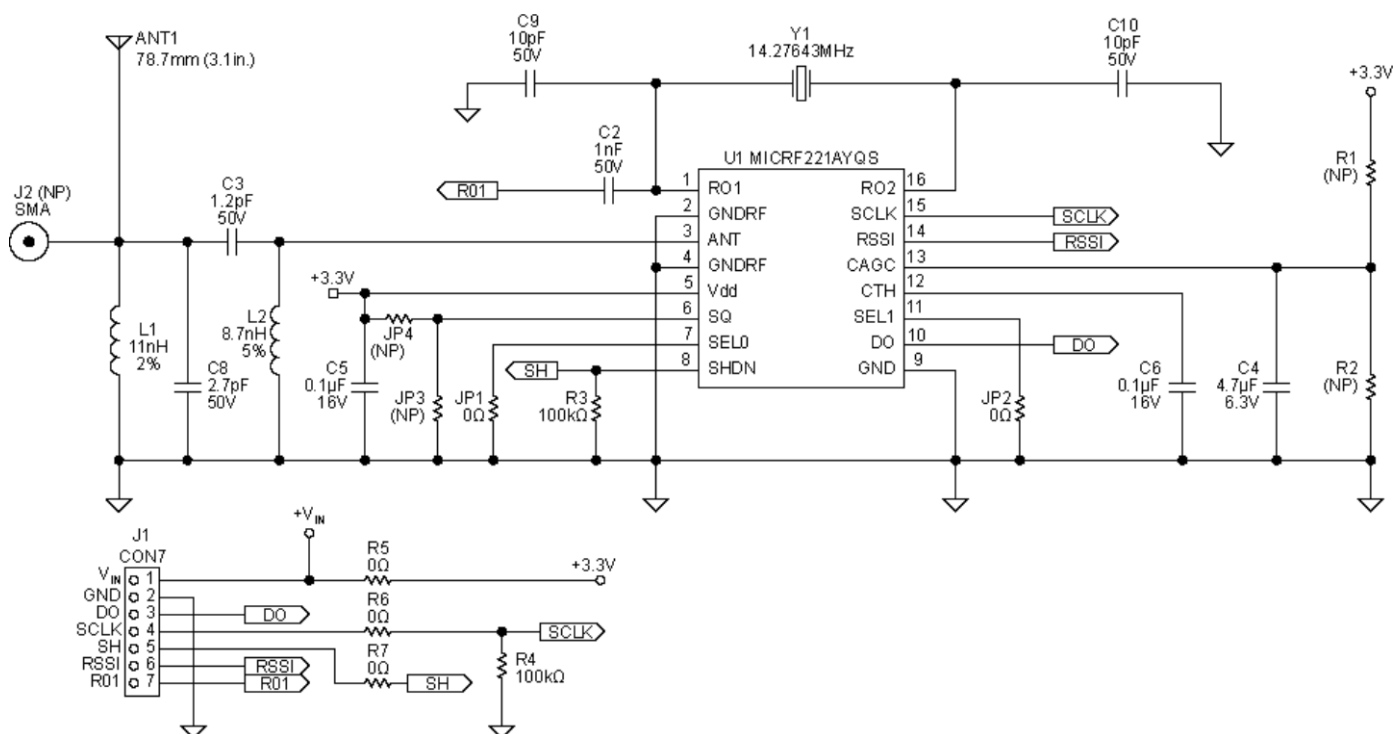 ANT1
78.7mm (3.1in.)
C9
10pF
50V
Y1
14.27643MHz
C10
10pF
50V
+3.3V
C2
1nF
50V
R01
U1 MICRF221AYQS
R1
(NP)
J2 (NP)
SMA
C3
1.2pF
50V
1 RO1
2 GNDRF
3 ANT
4 GNDRF
5 Vdd
6 SQ
7 SEL0
8 SHDN
RO2 16
SCLK 15
RSSI 14
CAGC 13
CTH 12
SEL1 11
DO 10
GND 9
SCLK
RSSI
DO
+3.3V
L1
11nH
2%
C8
2.7pF
50V
L2
8.7nH
5%
JP4
(NP)
C5
0.1µF
16V
JP3
(NP)
JP1
0Ω
SH
R3
100kΩ
JP2
0Ω
C6
0.1µF
16V
C4
4.7µF
6.3V
R2
(NP)
J1
CON7
+VIN
VIN 1
GND 2
DO 3
SCLK 4
SH 5
RSSI 6
R01 7
R5
0Ω
+3.3V
DO
R6
0Ω
SCLK
R7
0Ω
R4
100kΩ
RSSI
R01
SH